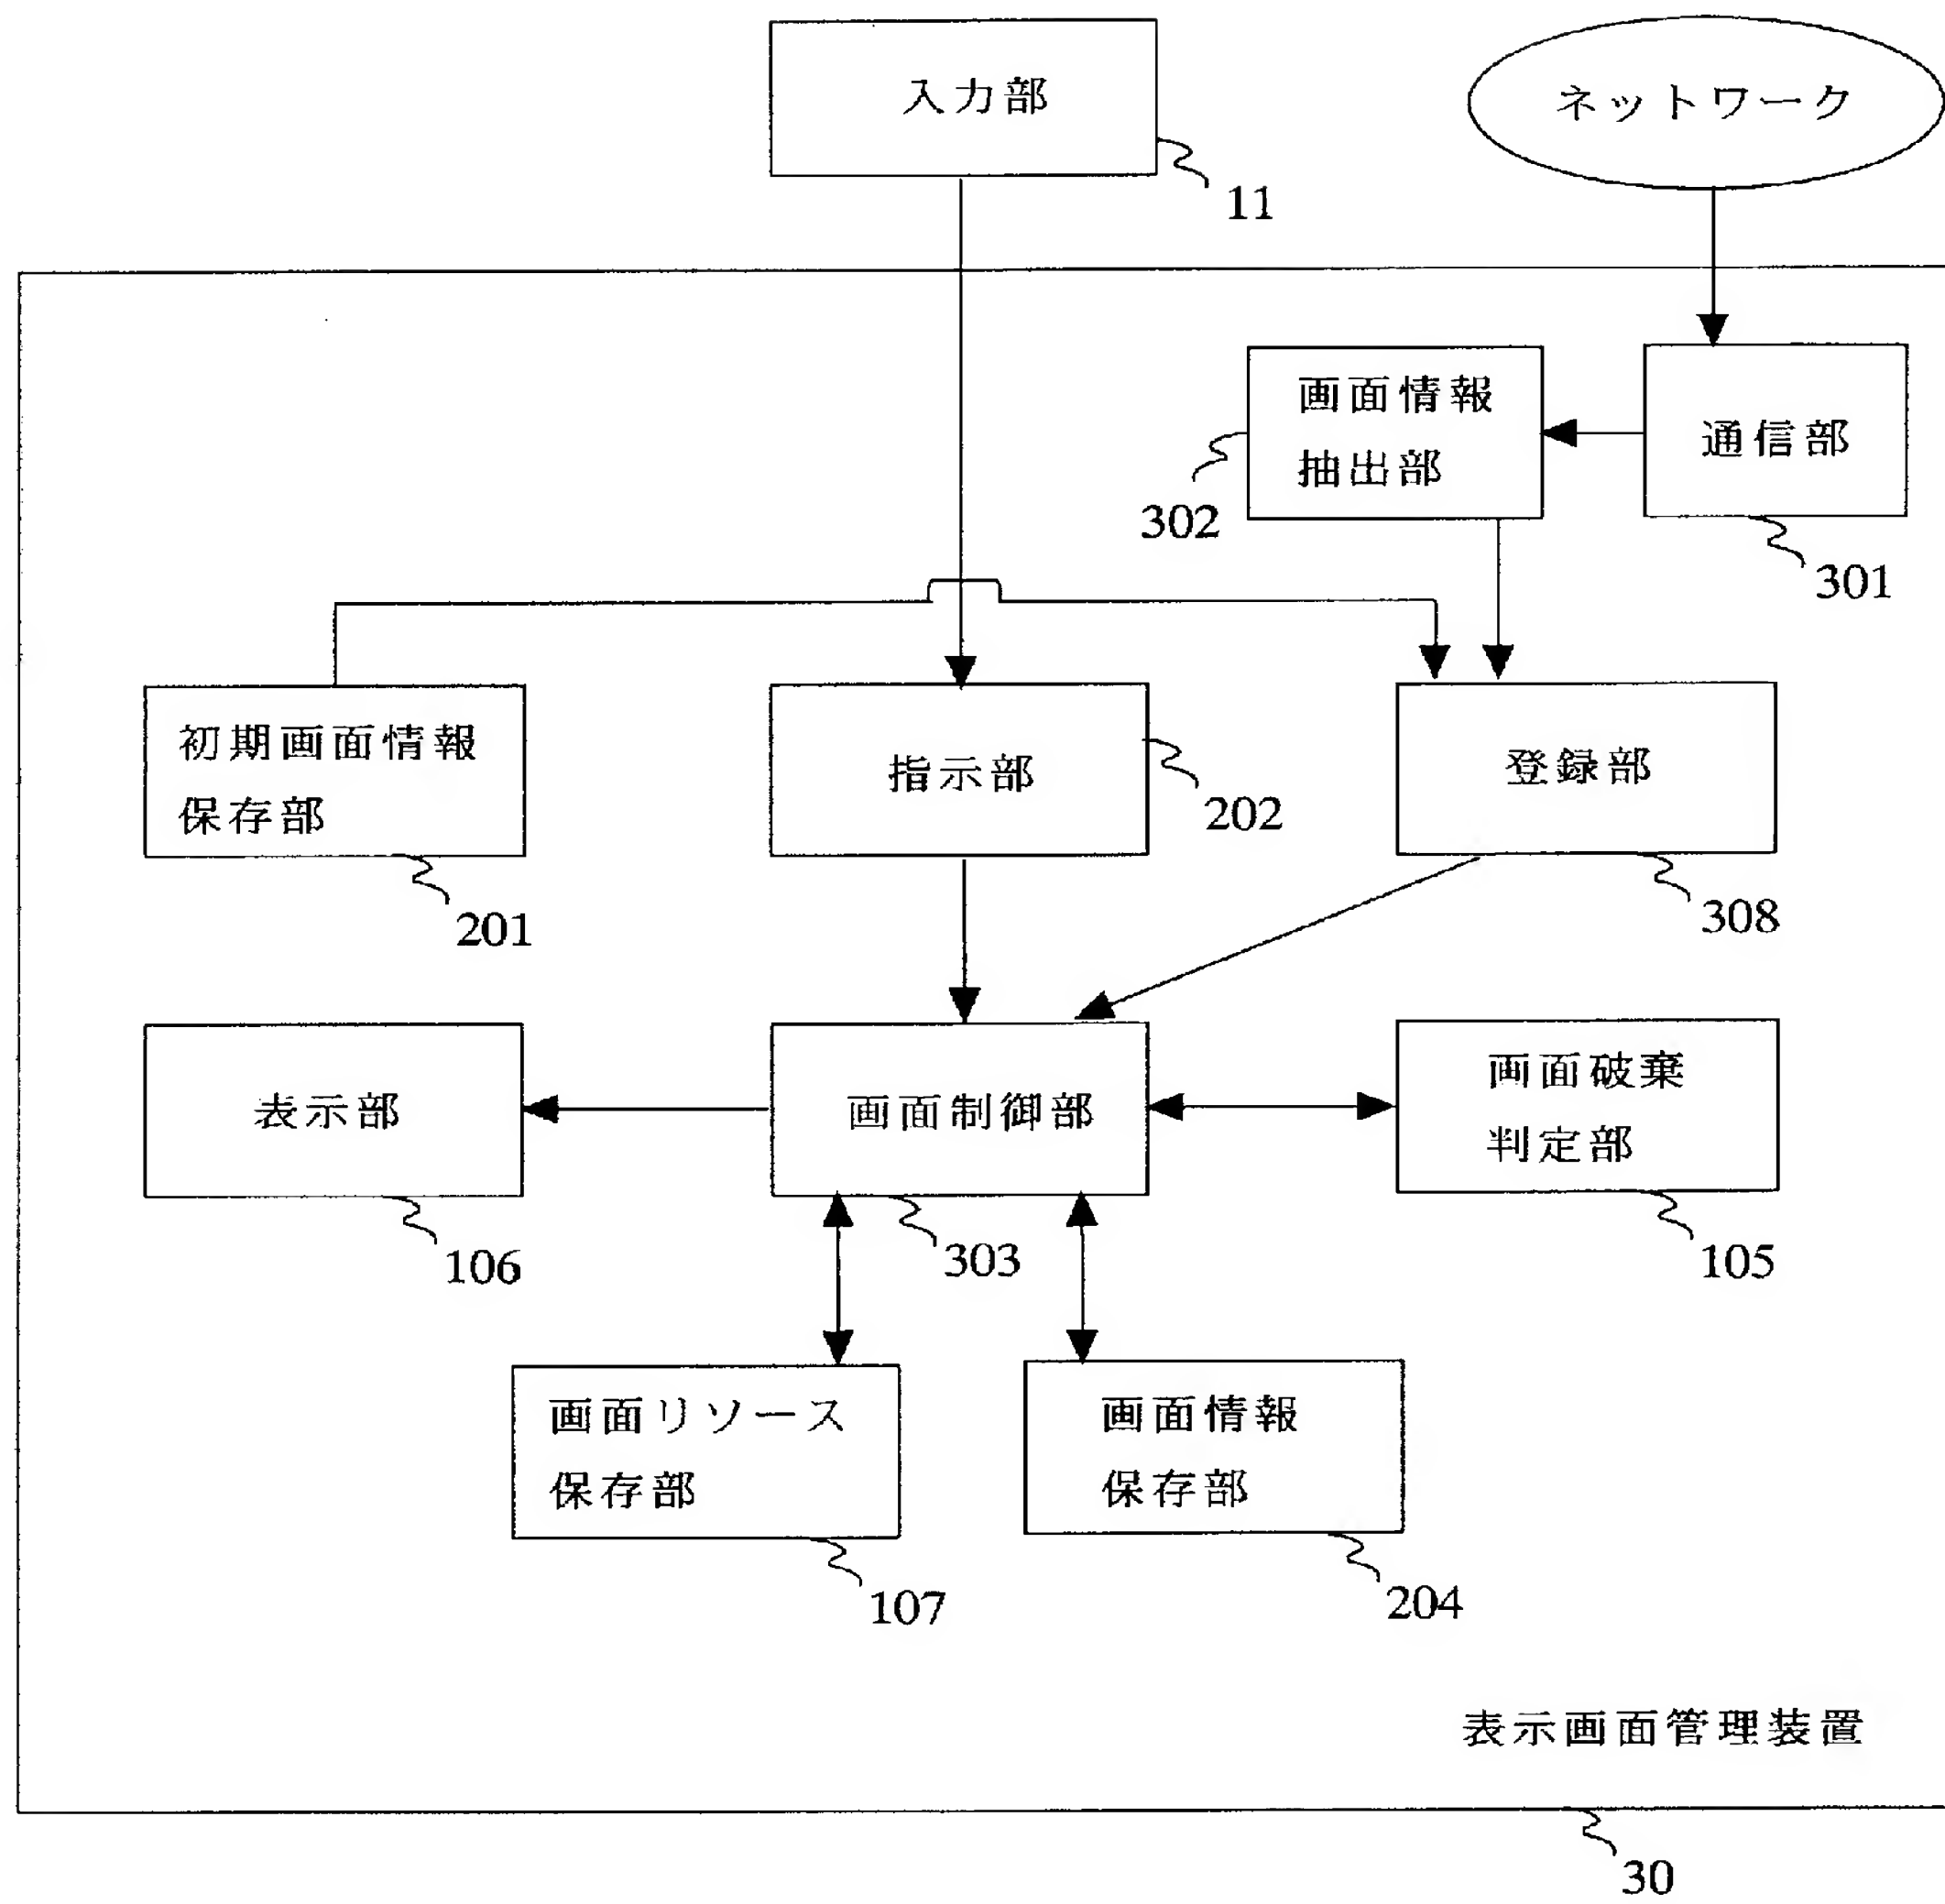 入力部
ネットワーク
11
画面情報
抽出部
通信部
302
301
初期画面情報
保存部
指示部
登録部
202
201
308
表示部
画面制御部
画面破棄
判定部
106
303
105
画面リソース
保存部
画面情報
保存部
107
204
表示画面管理装置
30